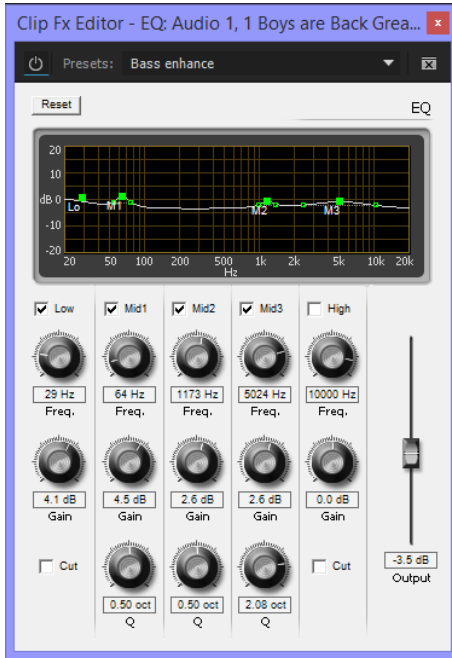 Clip Fx Editor - EQ: Audio 1, 1 Boys are Back Grea... x
Presets: Bass enhance
Reset
EQ
20
10
dB 0
-10
-20
Lo M1 M2 M3
20 50 100 200 500 1k 2k 5k 10k 20k
Hz
Low Mid1 Mid2 Mid3 High
29 Hz 64 Hz 1173 Hz 5024 Hz 10000 Hz
Freq. Freq. Freq. Freq. Freq.
4.1 dB 4.5 dB 2.6 dB 2.6 dB 0.0 dB
Gain Gain Gain Gain Gain
Cut Cut
-3.5 dB
Output
0.50 oct 0.50 oct 2.08 oct
Q Q Q